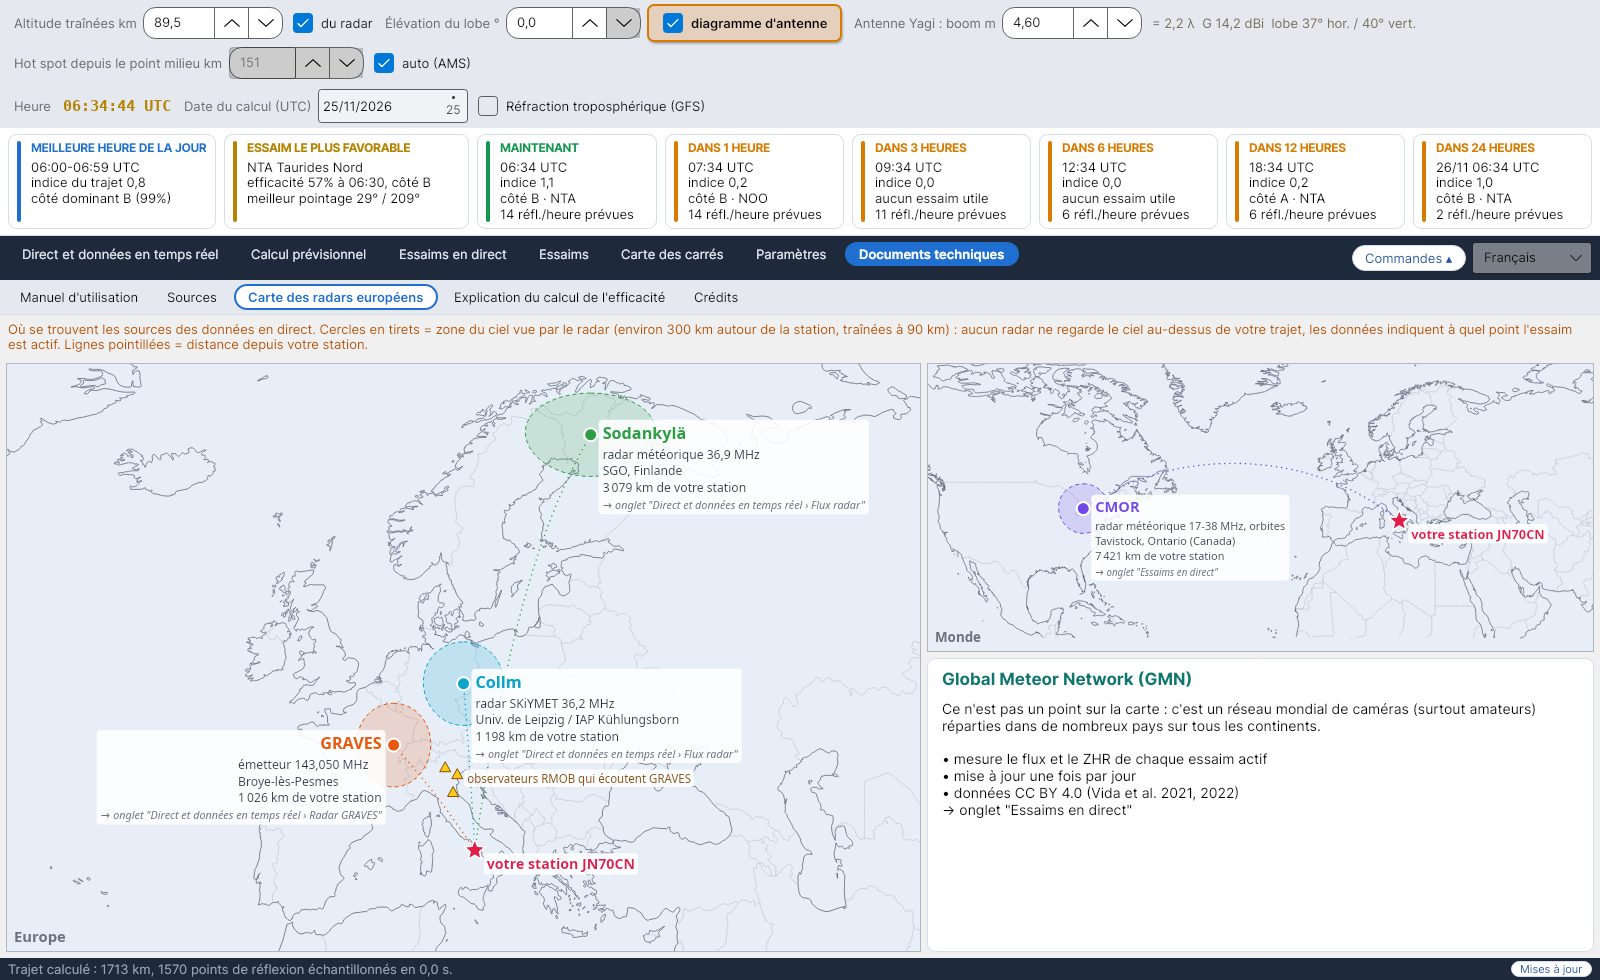 Altitude traînées km 89,5 du radar Élévation du lobe ° 0,0 diagramme d'antenne Antenne Yagi : boom m 4,60 = 2,2 λ G 14,2 dBi lobe 37° hor. / 40° vert.
Hot spot depuis le point milieu km 151 auto (AMS)
Heure 06:34:44 UTC Date du calcul (UTC) 25/11/2026 25 Réfraction troposphérique (GFS)
MEILLEURE HEURE DE LA JOUR
06:00-06:59 UTC
indice du trajet 0,8
côté dominant B (99%)
ESSAIM LE PLUS FAVORABLE
NTA Taurides Nord
efficacité 57% à 06:30, côté B
meilleur pointage 29° / 209°
MAINTENANT
06:34 UTC
indice 1,1
côté B · NTA
14 réfl./heure prévues
DANS 1 HEURE
07:34 UTC
indice 0,2
côté B · NOO
14 réfl./heure prévues
DANS 3 HEURES
09:34 UTC
indice 0,0
aucun essaim utile
11 réfl./heure prévues
DANS 6 HEURES
12:34 UTC
indice 0,0
aucun essaim utile
6 réfl./heure prévues
DANS 12 HEURES
18:34 UTC
indice 0,2
côté A · NTA
6 réfl./heure prévues
DANS 24 HEURES
26/11 06:34 UTC
indice 1,0
côté B · NTA
2 réfl./heure prévues
Direct et données en temps réel Calcul prévisionnel Essaims en direct Essaims Carte des carrés Paramètres Documents techniques Commandes ▴ Français
Manuel d'utilisation Sources Carte des radars européens Explication du calcul de l'efficacité Crédits
Où se trouvent les sources des données en direct. Cercles en tirets = zone du ciel vue par le radar (environ 300 km autour de la station, traînées à 90 km) : aucun radar ne regarde le ciel au-dessus de votre trajet, les données indiquent à quel point l'essaim
est actif. Lignes pointillées = distance depuis votre station.
Sodankylä
radar météorique 36,9 MHz
SGO, Finlande
3 079 km de votre station
→ onglet "Direct et données en temps réel › Flux radar"
Collm
radar SKiYMET 36,2 MHz
Univ. de Leipzig / IAP Kühlungsborn
1 198 km de votre station
→ onglet "Direct et données en temps réel › Flux radar"
GRAVES
émetteur 143,050 MHz
Broye-lès-Pesmes
1 026 km de votre station
→ onglet "Direct et données en temps réel › Radar GRAVES"
observateurs RMOB qui écoutent GRAVES
votre station JN70CN
Europe
CMOR
radar météorique 17-38 MHz, orbites
Tavistock, Ontario (Canada)
7 421 km de votre station
→ onglet "Essaims en direct"
votre station JN70CN
Monde
Global Meteor Network (GMN)
Ce n'est pas un point sur la carte : c'est un réseau mondial de caméras (surtout amateurs)
réparties dans de nombreux pays sur tous les continents.
• mesure le flux et le ZHR de chaque essaim actif
• mise à jour une fois par jour
• données CC BY 4.0 (Vida et al. 2021, 2022)
→ onglet "Essaims en direct"
Trajet calculé : 1713 km, 1570 points de réflexion échantillonnés en 0,0 s.
Mises à jour